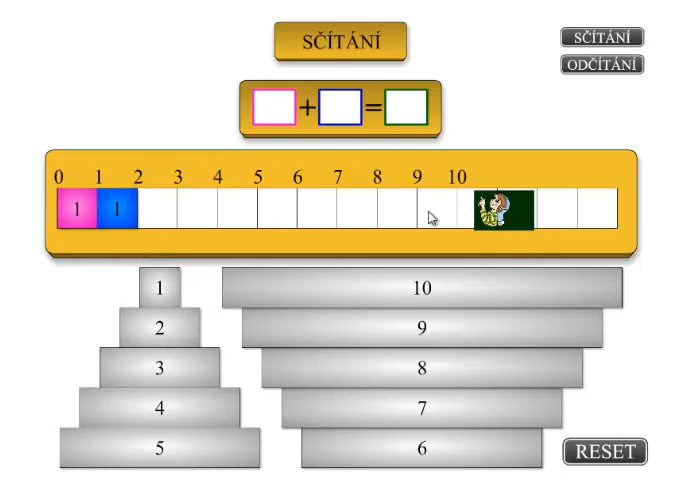 SČÍTÁNÍ
SČÍTÁNÍ
ODČÍTÁNÍ
+ =
0 1 2 3 4 5 6 7 8 9 10
1 1
1 10
2 9
3 8
4 7
5 6
RESET